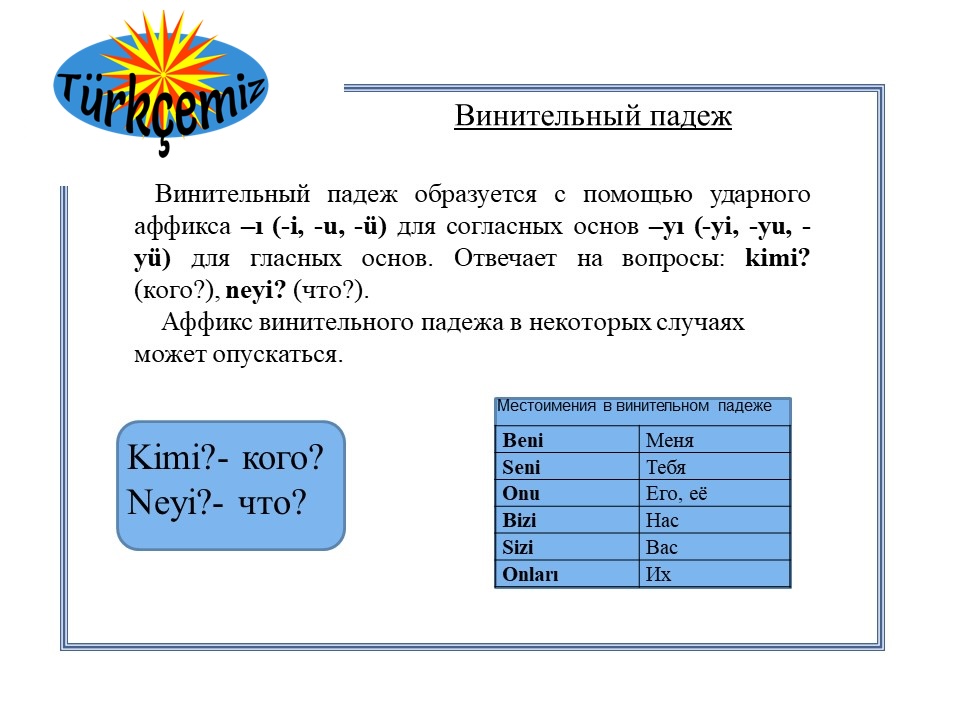 Türkçemiz
Винительный падеж
Винительный падеж образуется с помощью ударного
аффикса –ı (-i, -u, -ü) для согласных основ –yı (-yi, -yu, -
yü) для гласных основ. Отвечает на вопросы: kimi?
(кого?), neyi? (что?).
Аффикс винительного падежа в некоторых случаях
может опускаться.
Kimi?- кого?
Neyi?- что?
Местоимения в винительном падеже
Beni Меня
Seni Тебя
Onu Его, её
Bizi Нас
Sizi Вас
Onları Их